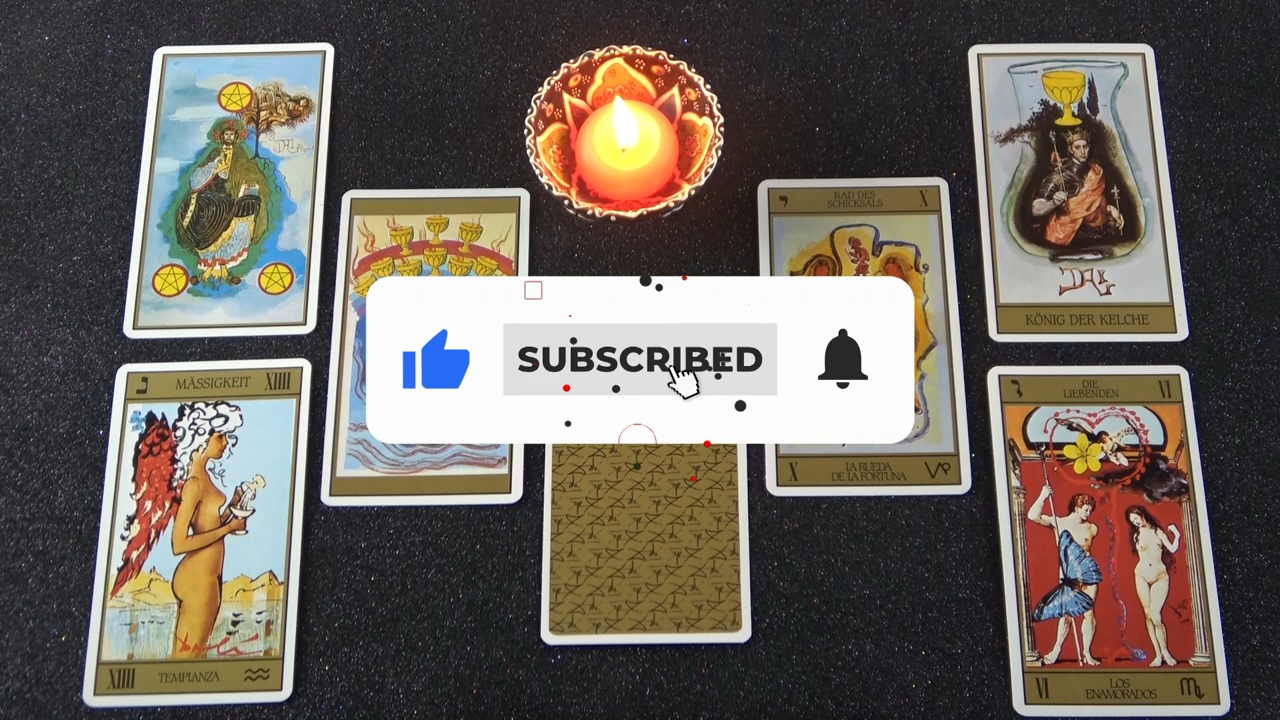 RAD DES
SCHICKSALS
X
KÖNIG DER KELCHE
SUBSCRIBED
MÄSSIGKEIT XIIII
DIE
LIEBENDEN
VI
X
LA RUEDA
DE LA FORTUNA
XIIII TEMPIANZA
VI
LOS
ENAMORADOS